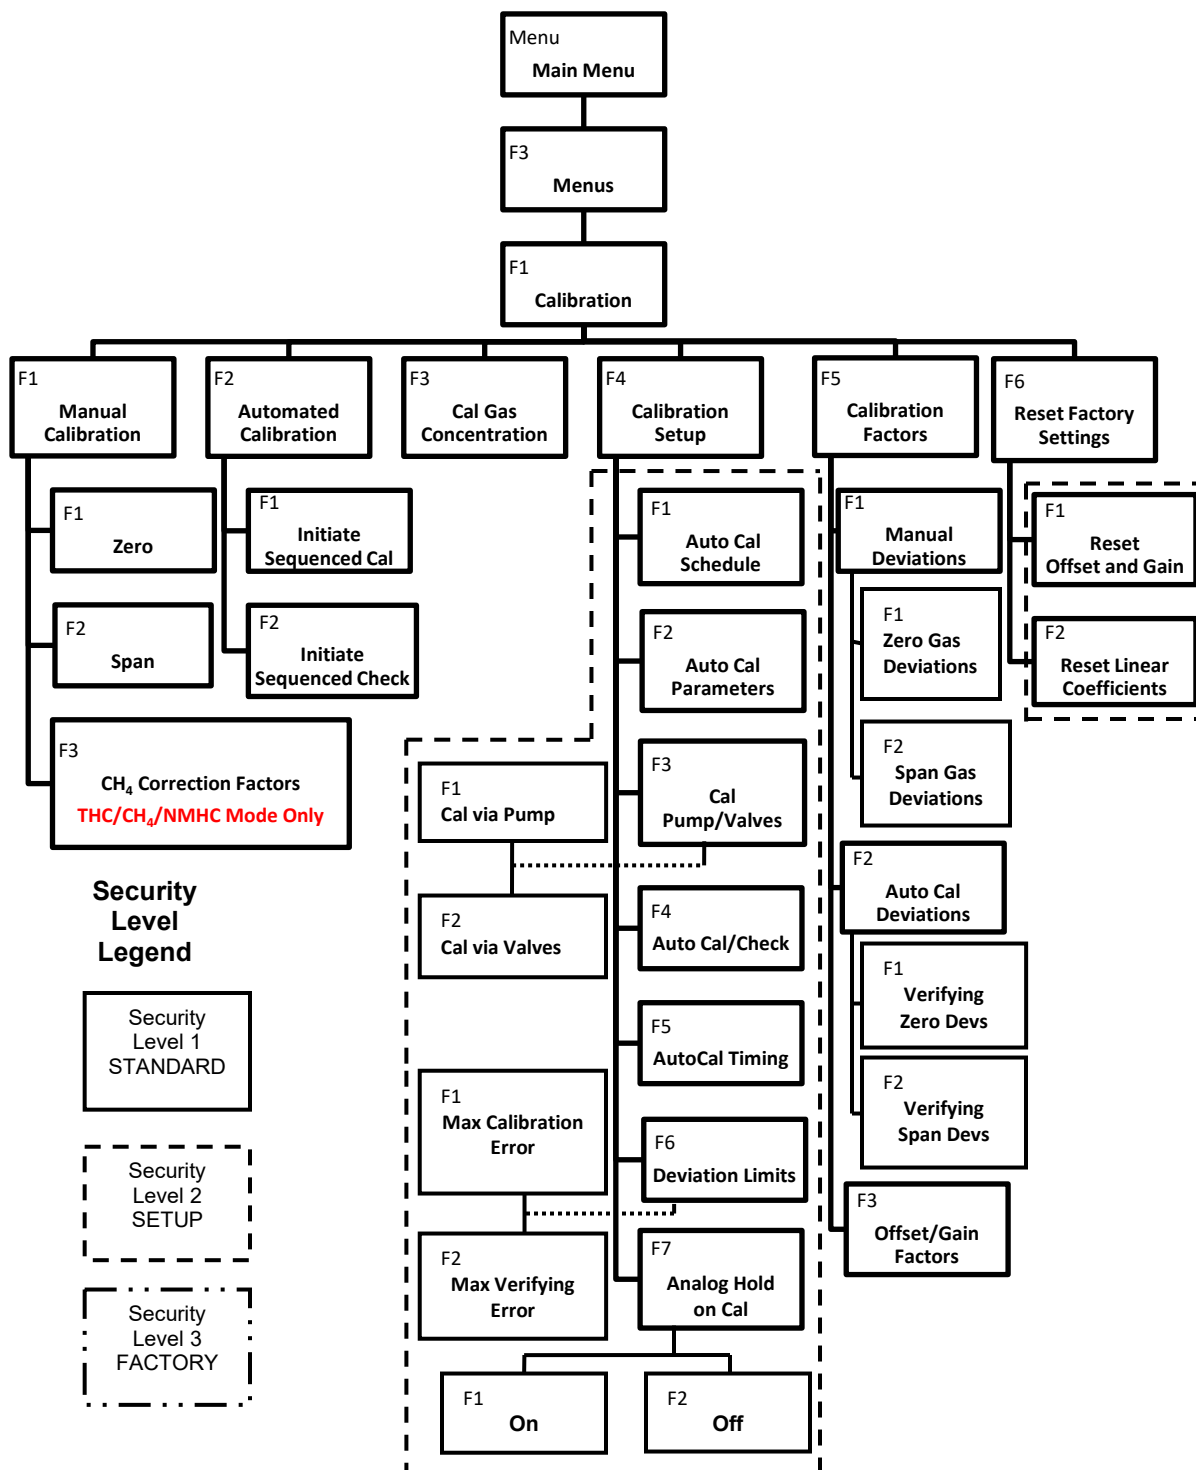 Menu
Main Menu
F3
Menus
F1
Calibration
F1
Manual
Calibration
F2
Automated
Calibration
F3
Cal Gas
Concentration
F4
Calibration
Setup
F5
Calibration
Factors
F6
Reset Factory
Settings
F1
Zero
F2
Span
F3
CH₄ Correction Factors
THC/CH₄/NMHC Mode Only
F1
Initiate
Sequenced Cal
F2
Initiate
Sequenced Check
F1
Auto Cal
Schedule
F2
Auto Cal
Parameters
F3
Cal
Pump/Valves
F1
Cal via Pump
F2
Cal via Valves
F4
Auto Cal/Check
F5
AutoCal Timing
F6
Deviation Limits
F1
Max Calibration
Error
F2
Max Verifying
Error
F7
Analog Hold
on Cal
F1
On
F2
Off
F1
Manual
Deviations
F1
Zero Gas
Deviations
F2
Span Gas
Deviations
F2
Auto Cal
Deviations
F1
Verifying
Zero Devs
F2
Verifying
Span Devs
F3
Offset/Gain
Factors
F1
Reset
Offset and Gain
F2
Reset Linear
Coefficients
Security
Level
Legend
Security
Level 1
STANDARD
Security
Level 2
SETUP
Security
Level 3
FACTORY